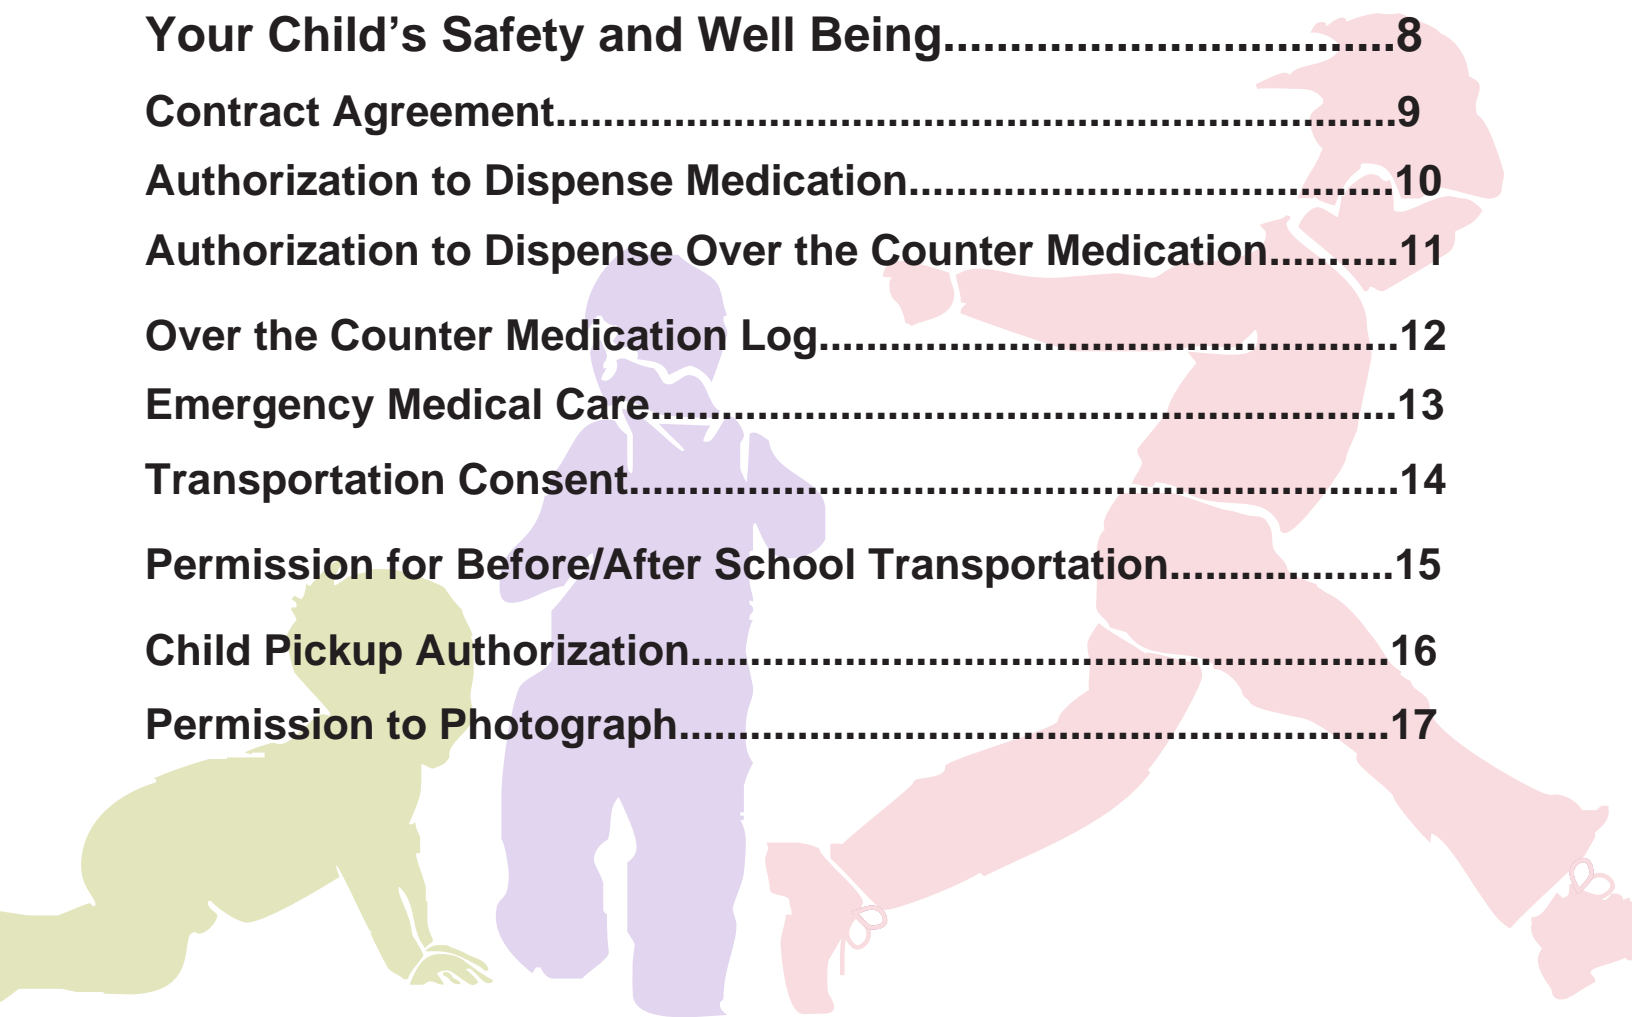 Your Child’s Safety and Well Being..................................8
Contract Agreement.......................................................................9
Authorization to Dispense Medication.........................................10
Authorization to Dispense Over the Counter Medication...........11
Over the Counter Medication Log.................................................12
Emergency Medical Care...............................................................13
Transportation Consent.................................................................14
Permission for Before/After School Transportation...................15
Child Pickup Authorization...........................................................16
Permission to Photograph............................................................17